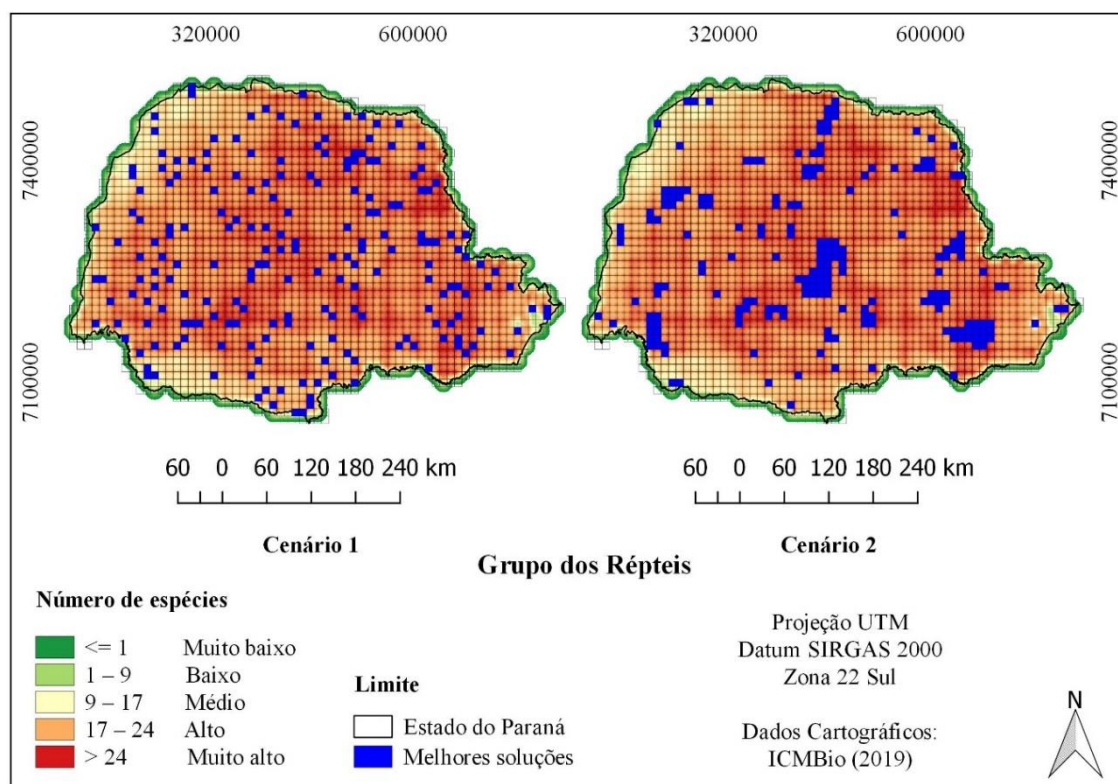 320000 600000 320000 600000
7400000 7400000
7100000 7100000
60 0 60 120 180 240 km 60 0 60 120 180 240 km
Cenário 1 Cenário 2
Grupo dos Répteis
Número de espécies
<= 1 Muito baixo
1 – 9 Baixo
9 – 17 Médio
17 – 24 Alto
> 24 Muito alto
Limite
Estado do Paraná
Melhores soluções
Projeção UTM
Datum SIRGAS 2000
Zona 22 Sul
Dados Cartográficos:
ICMBio (2019)
N